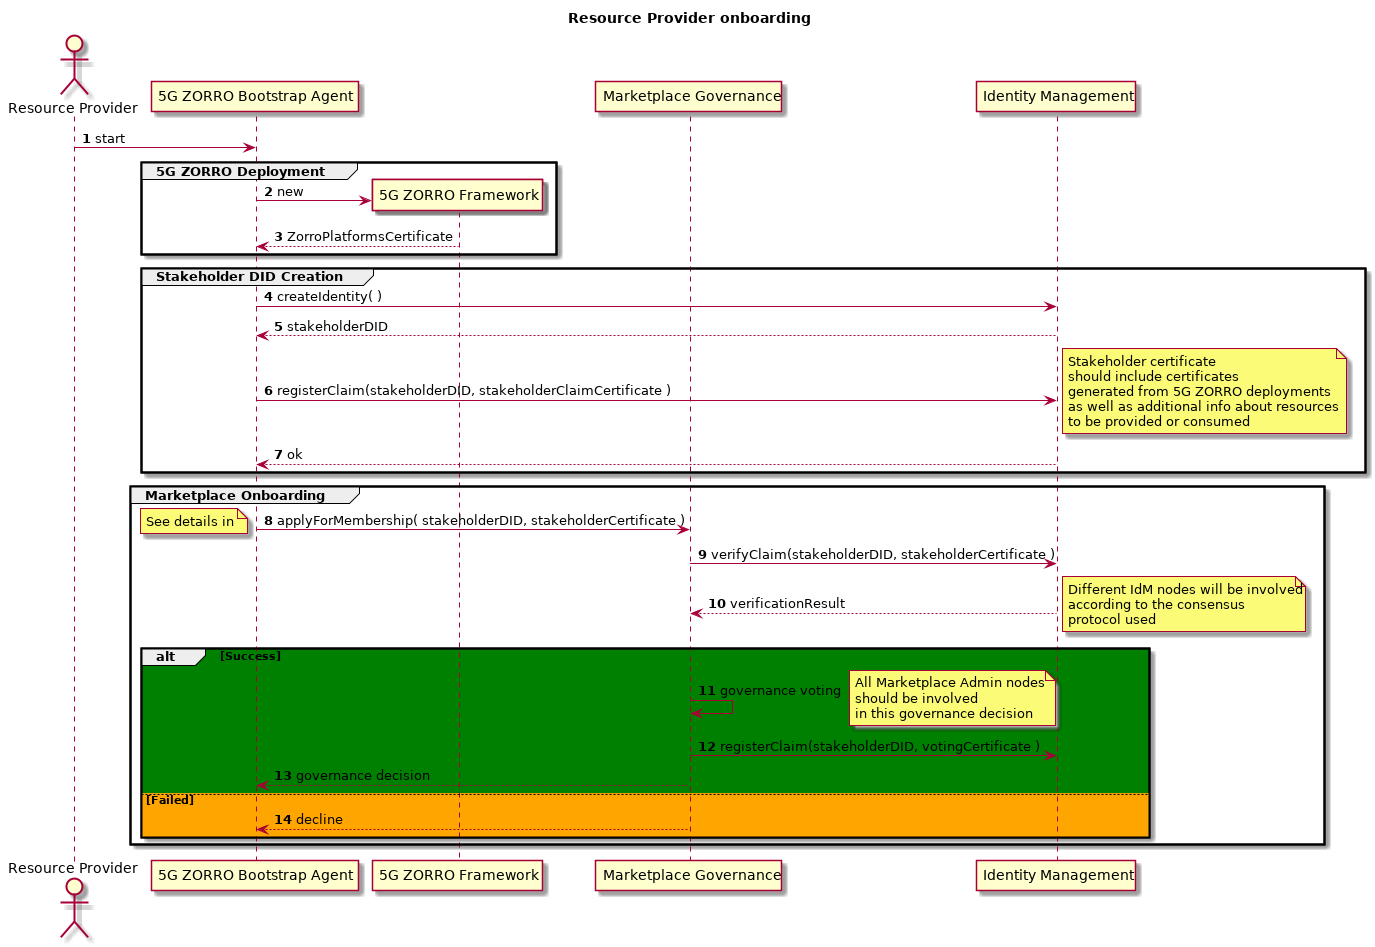 Resource Provider onboarding
Resource Provider
5G ZORRO Bootstrap Agent
Marketplace Governance
Identity Management
1 start
5G ZORRO Deployment
2 new
5G ZORRO Framework
3 ZorroPlatformsCertificate
Stakeholder DID Creation
4 createIdentity( )
5 stakeholderDID
Stakeholder certificate
should include certificates
generated from 5G ZORRO deployments
as well as additional info about resources
to be provided or consumed
6 registerClaim(stakeholderDID, stakeholderClaimCertificate )
7 ok
Marketplace Onboarding
See details in
8 applyForMembership( stakeholderDID, stakeholderCertificate )
9 verifyClaim(stakeholderDID, stakeholderCertificate )
Different IdM nodes will be involved
according to the consensus
protocol used
10 verificationResult
alt
[Success]
11 governance voting
All Marketplace Admin nodes
should be involved
in this governance decision
12 registerClaim(stakeholderDID, votingCertificate )
13 governance decision
[Failed]
14 decline
Resource Provider
5G ZORRO Bootstrap Agent
5G ZORRO Framework
Marketplace Governance
Identity Management